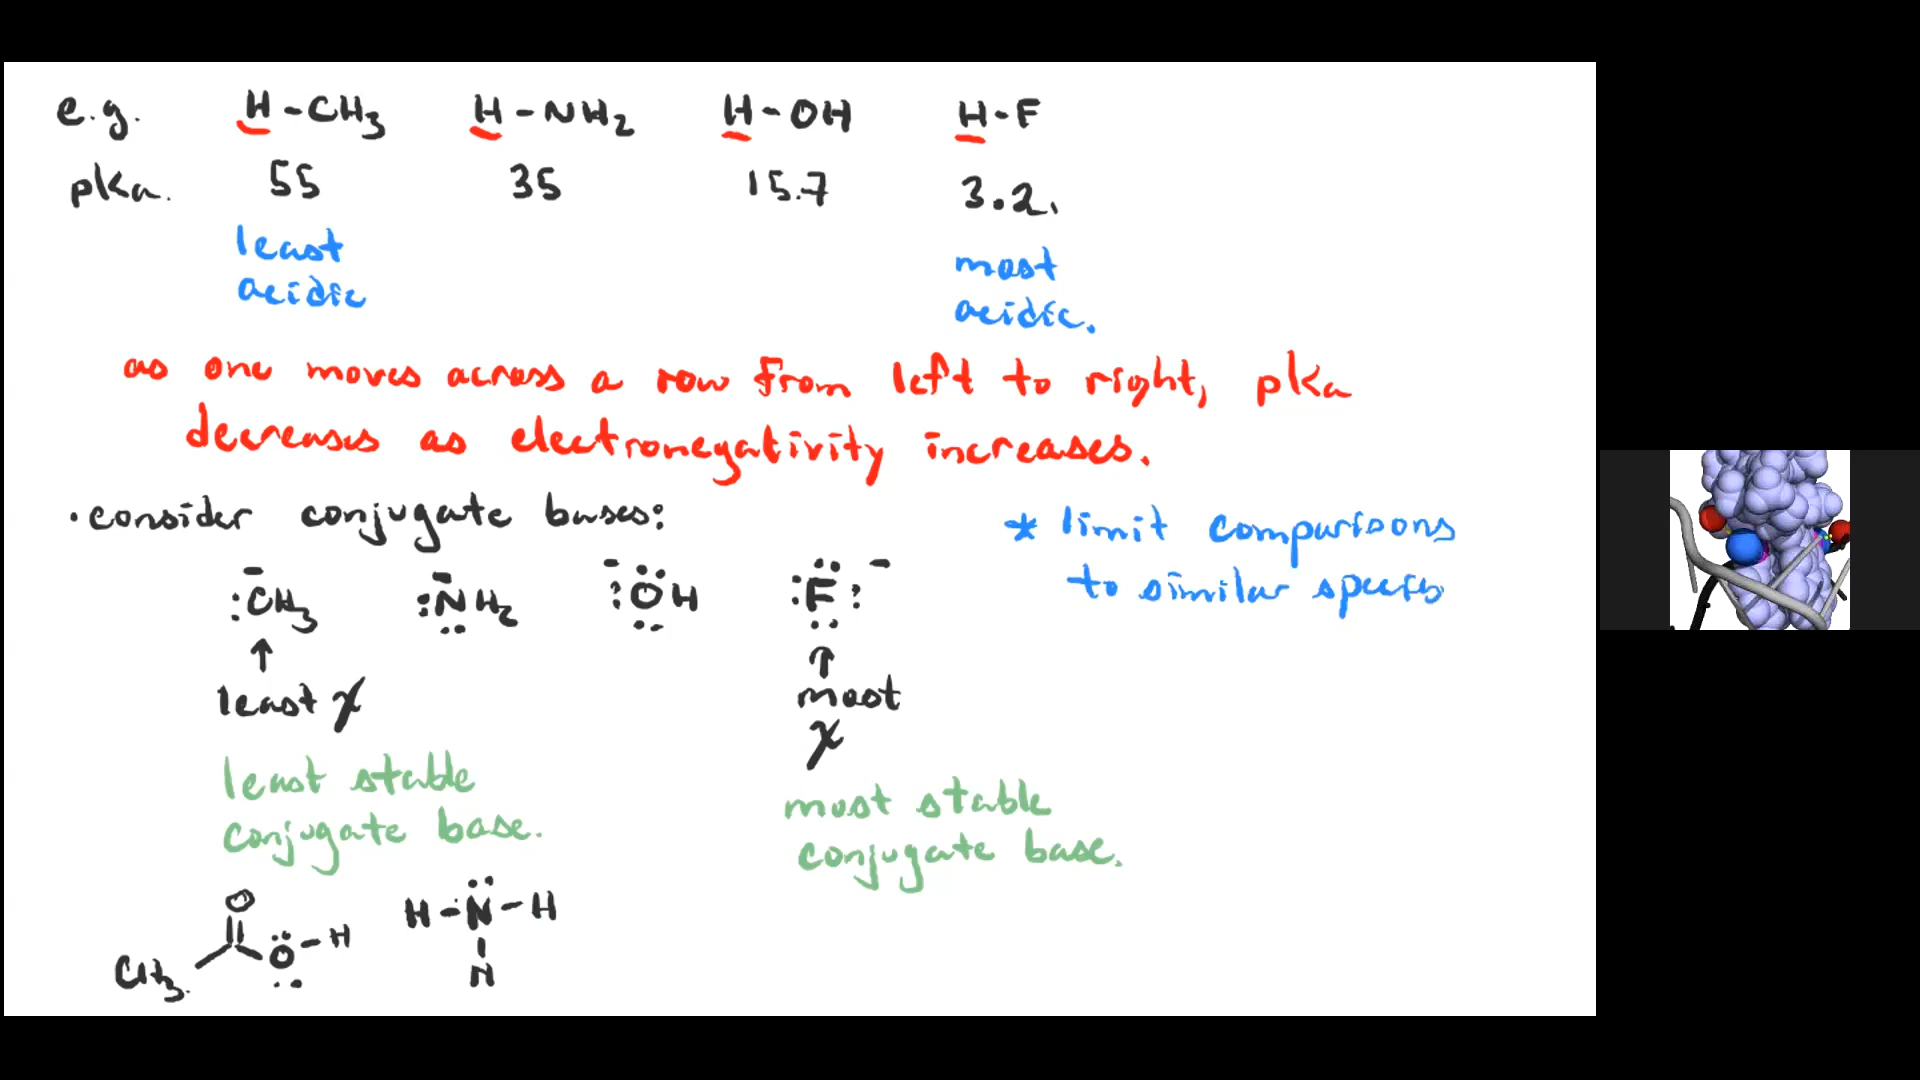 e.g. H-CH3 H-NH2 H-OH H-F
pka. 55 35 15.7 3.2.
least most
acidic acidic.
as one moves across a row from left to right, pka
decreases as electronegativity increases.
• consider conjugate bases: * limit comparisons
to similar species
:CH3⁻ :N̈H2⁻ ⁻:ÖH :F:⁻
↑ ↑
least χ most
χ
least stable most stable
conjugate base. conjugate base.
O H-N-H
CH3. O-H N